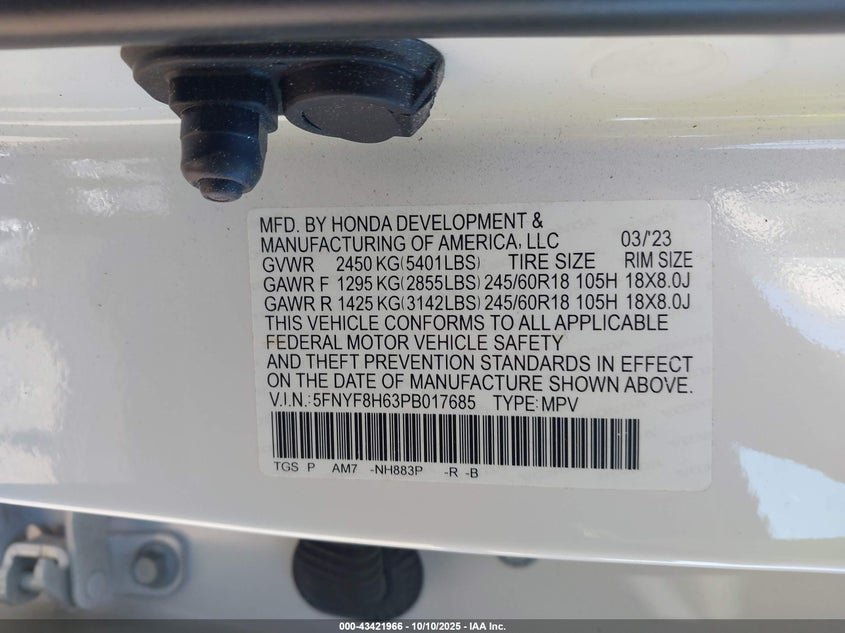 MFD. BY HONDA DEVELOPMENT &
MANUFACTURING OF AMERICA, LLC 03/'23
GVWR 2450 KG(5401LBS) TIRE SIZE RIM SIZE
GAWR F 1295 KG(2855LBS) 245/60R18 105H 18X8.0J
GAWR R 1425 KG(3142LBS) 245/60R18 105H 18X8.0J
THIS VEHICLE CONFORMS TO ALL APPLICABLE
FEDERAL MOTOR VEHICLE SAFETY
AND THEFT PREVENTION STANDARDS IN EFFECT
ON THE DATE OF MANUFACTURE SHOWN ABOVE.
V.I.N.:5FNYF8H63PB017685 TYPE:MPV
TGS P AM7 -NH883P -R -B
000-43421966 - 10/10/2025 - IAA Inc.